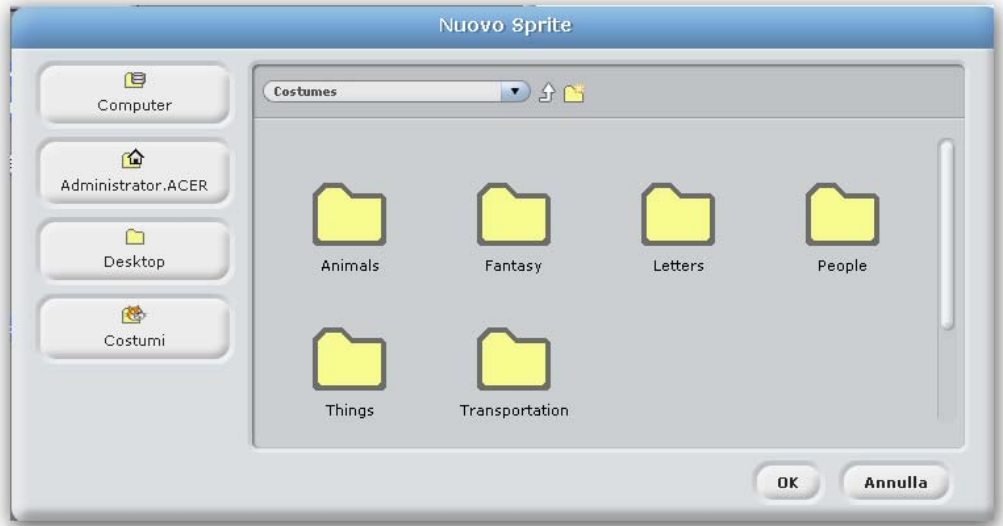 Nuovo Sprite
Computer
Administrator.ACER
Desktop
Costumi
Costumes
Animals
Fantasy
Letters
People
Things
Transportation
OK
Annulla